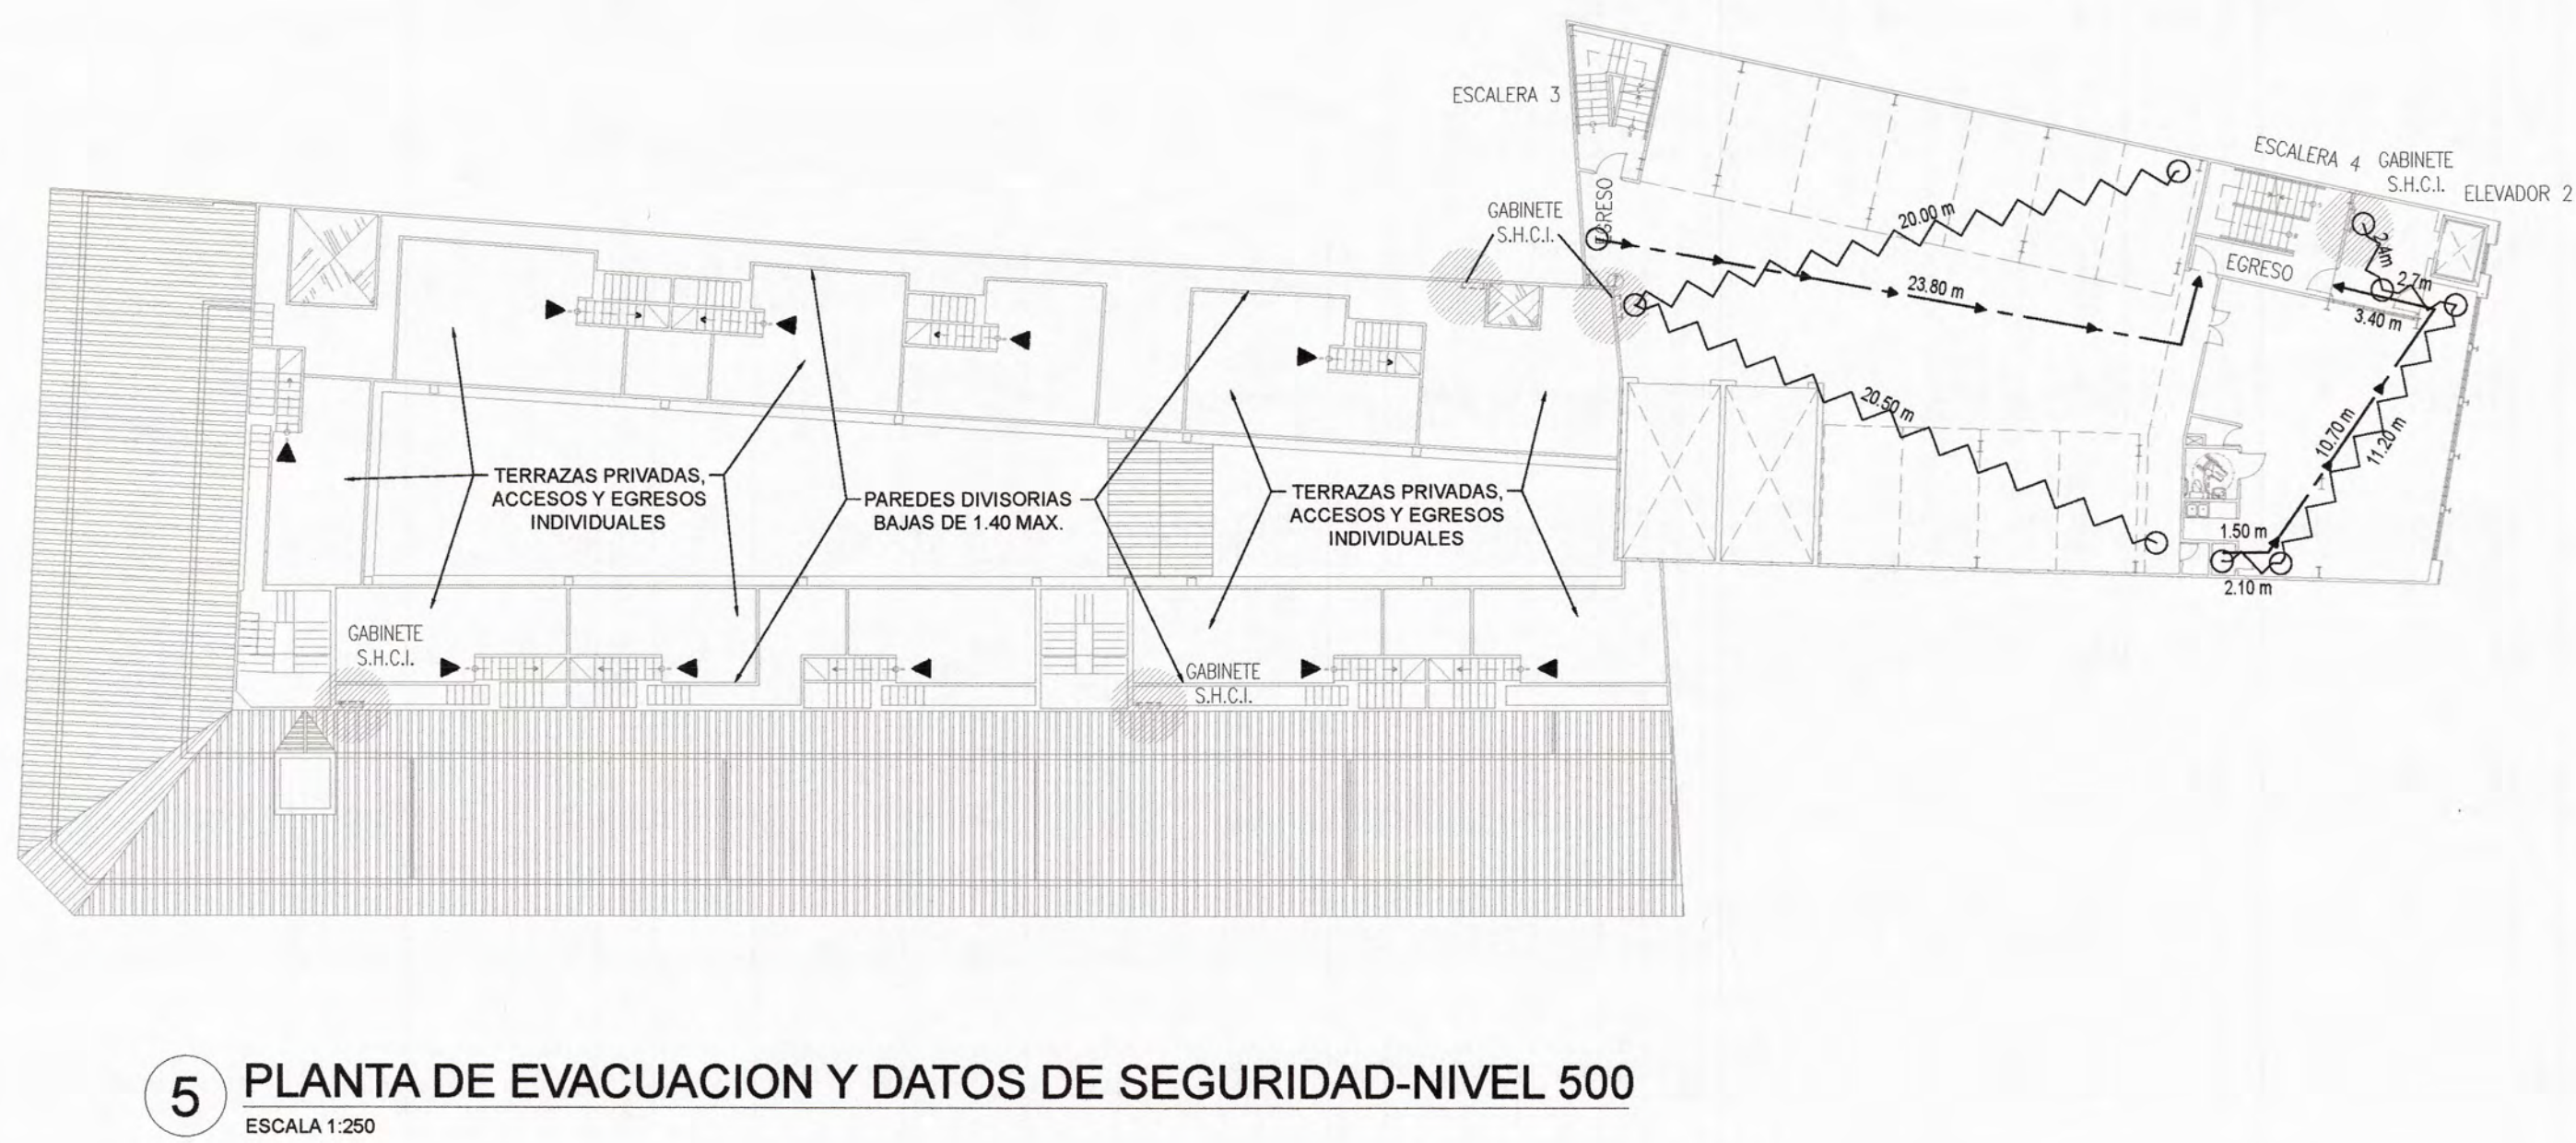 ESCALERA 3
ESCALERA 4
GABINETE
S.H.C.I.
ELEVADOR 2
EGRESO
GABINETE
S.H.C.I.
20.00 m
23.80 m
EGRESO
2.4m
2.7m
3.40 m
20.50 m
10.70 m
11.20 m
1.50 m
2.10 m
TERRAZAS PRIVADAS,
ACCESOS Y EGRESOS
INDIVIDUALES
PAREDES DIVISORIAS
BAJAS DE 1.40 MAX.
TERRAZAS PRIVADAS,
ACCESOS Y EGRESOS
INDIVIDUALES
GABINETE
S.H.C.I.
GABINETE
S.H.C.I.
5
PLANTA DE EVACUACION Y DATOS DE SEGURIDAD-NIVEL 500
ESCALA 1:250